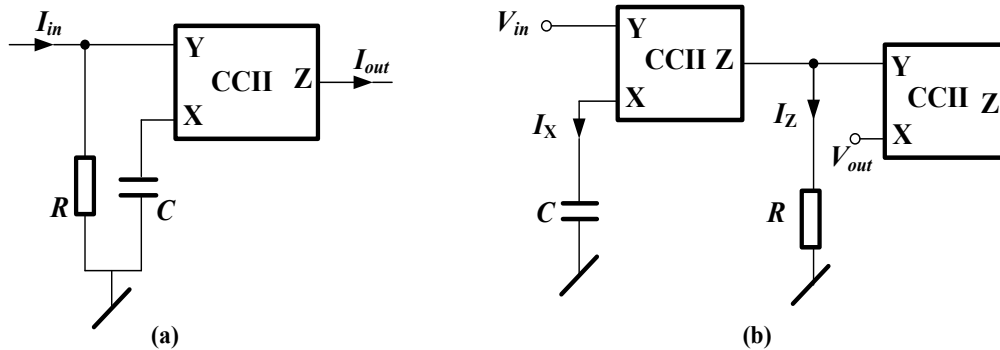 I_in
Y
CCII
Z
I_out
X
R
C
(a)
V_in
Y
CCII Z
X
I_X
I_Z
Y
CCII
Z
X
V_out
C
R
(b)